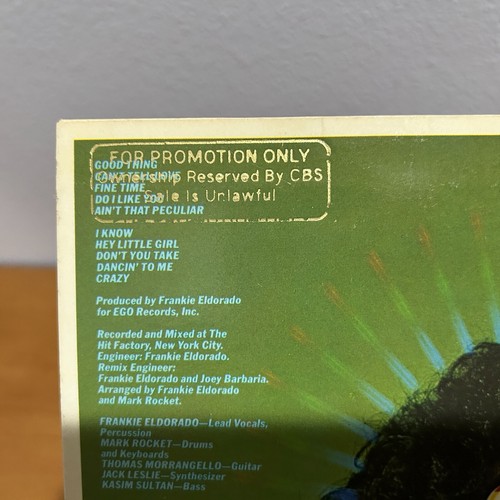 FOR PROMOTION ONLY
Ownership Reserved By CBS
Sale Is Unlawful
GOOD THING
FINE TIME
DO I LIKE YOU
AIN'T THAT PECULIAR
I KNOW
HEY LITTLE GIRL
DON'T YOU TAKE
DANCIN' TO ME
CRAZY
Produced by Frankie Eldorado
for EGO Records, Inc.
Recorded and Mixed at The
Hit Factory, New York City.
Engineer: Frankie Eldorado.
Remix Engineer:
Frankie Eldorado and Joey Barbaria.
Arranged by Frankie Eldorado
and Mark Rocket.
FRANKIE ELDORADO—Lead Vocals,
Percussion
MARK ROCKET—Drums
and Keyboards
THOMAS MORRANGELLO—Guitar
JACK LESLIE—Synthesizer
KASIM SULTAN—Bass